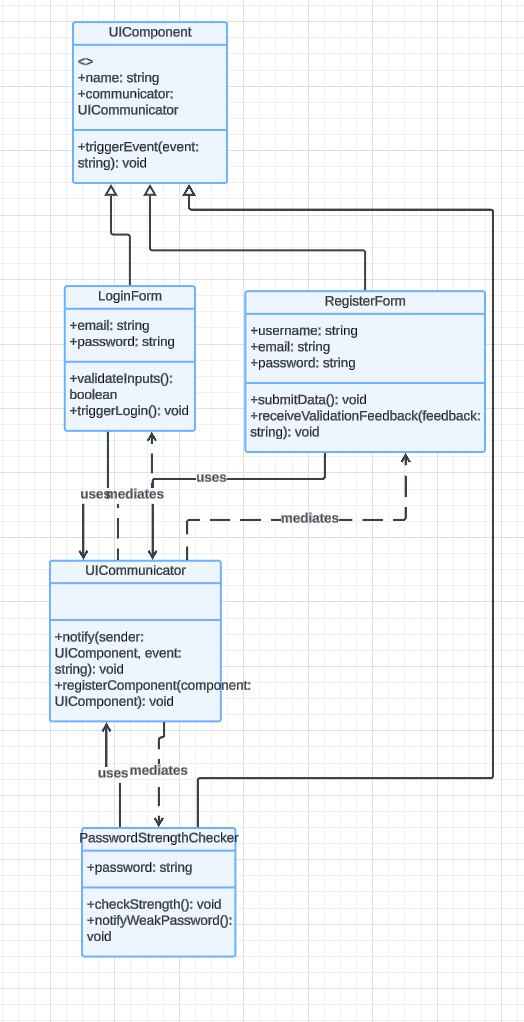 UIComponent
<>
+name: string
+communicator:
UICommunicator
+triggerEvent(event:
string): void
LoginForm
+email: string
+password: string
+validateInputs():
boolean
+triggerLogin(): void
RegisterForm
+username: string
+email: string
+password: string
+submitData(): void
+receiveValidationFeedback(feedback:
string): void
uses
uses
mediates
mediates
UICommunicator
+notify(sender:
UIComponent, event:
string): void
+registerComponent(component:
UIComponent): void
uses
mediates
PasswordStrengthChecker
+password: string
+checkStrength(): void
+notifyWeakPassword():
void